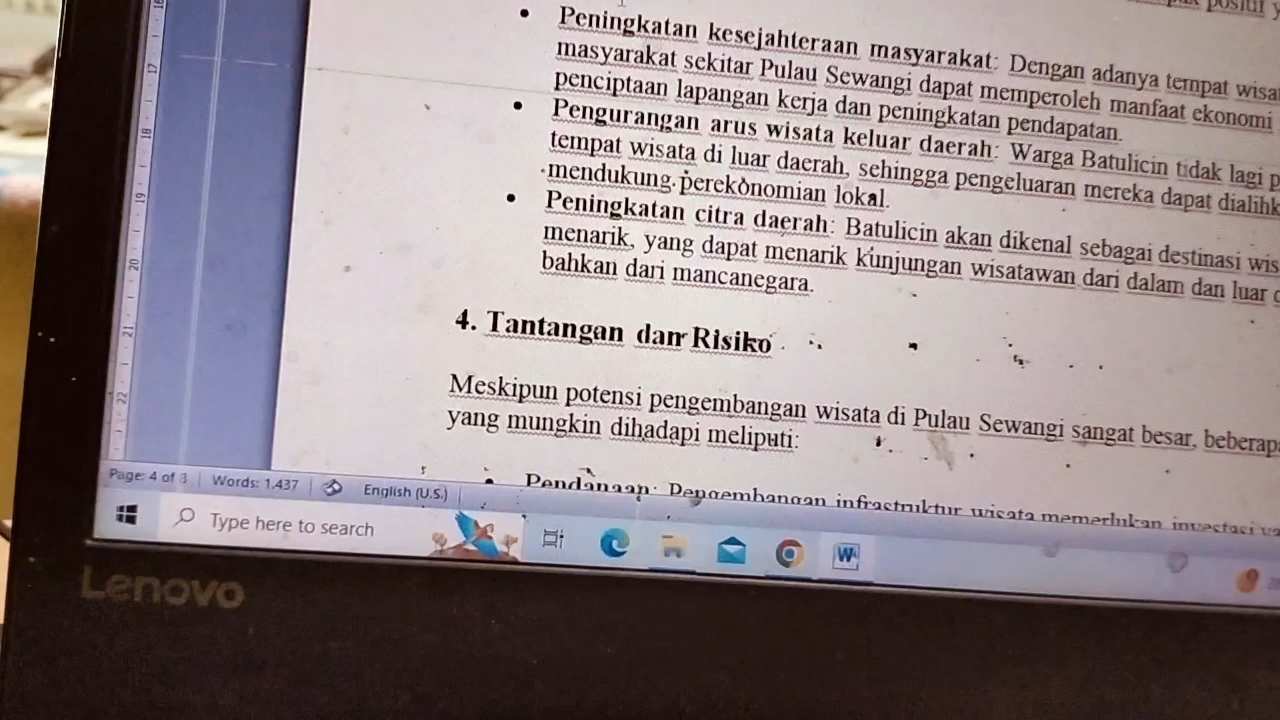 positif
• Peningkatan kesejahteraan masyarakat: Dengan adanya tempat
masyarakat sekitar Pulau Sewangi dapat memperoleh manfaat ekonomi
penciptaan lapangan kerja dan peningkatan pendapatan.
• Pengurangan arus wisata keluar daerah: Warga Batulicin tidak lagi
tempat wisata di luar daerah, sehingga pengeluaran mereka dapat
mendukung perekonomian lokal.
• Peningkatan citra daerah: Batulicin akan dikenal sebagai destinasi
menarik, yang dapat menarik kunjungan wisatawan dari dalam dan luar
bahkan dari mancanegara.
4. Tantangan dan Risiko
Meskipun potensi pengembangan wisata di Pulau Sewangi sangat besar,
yang mungkin dihadapi meliputi:
• Pendanaan: Pengembangan infrastruktur wisata memerlukan investasi
Page: 4 of 3 Words: 1,437 English (U.S.)
Type here to search
Lenovo